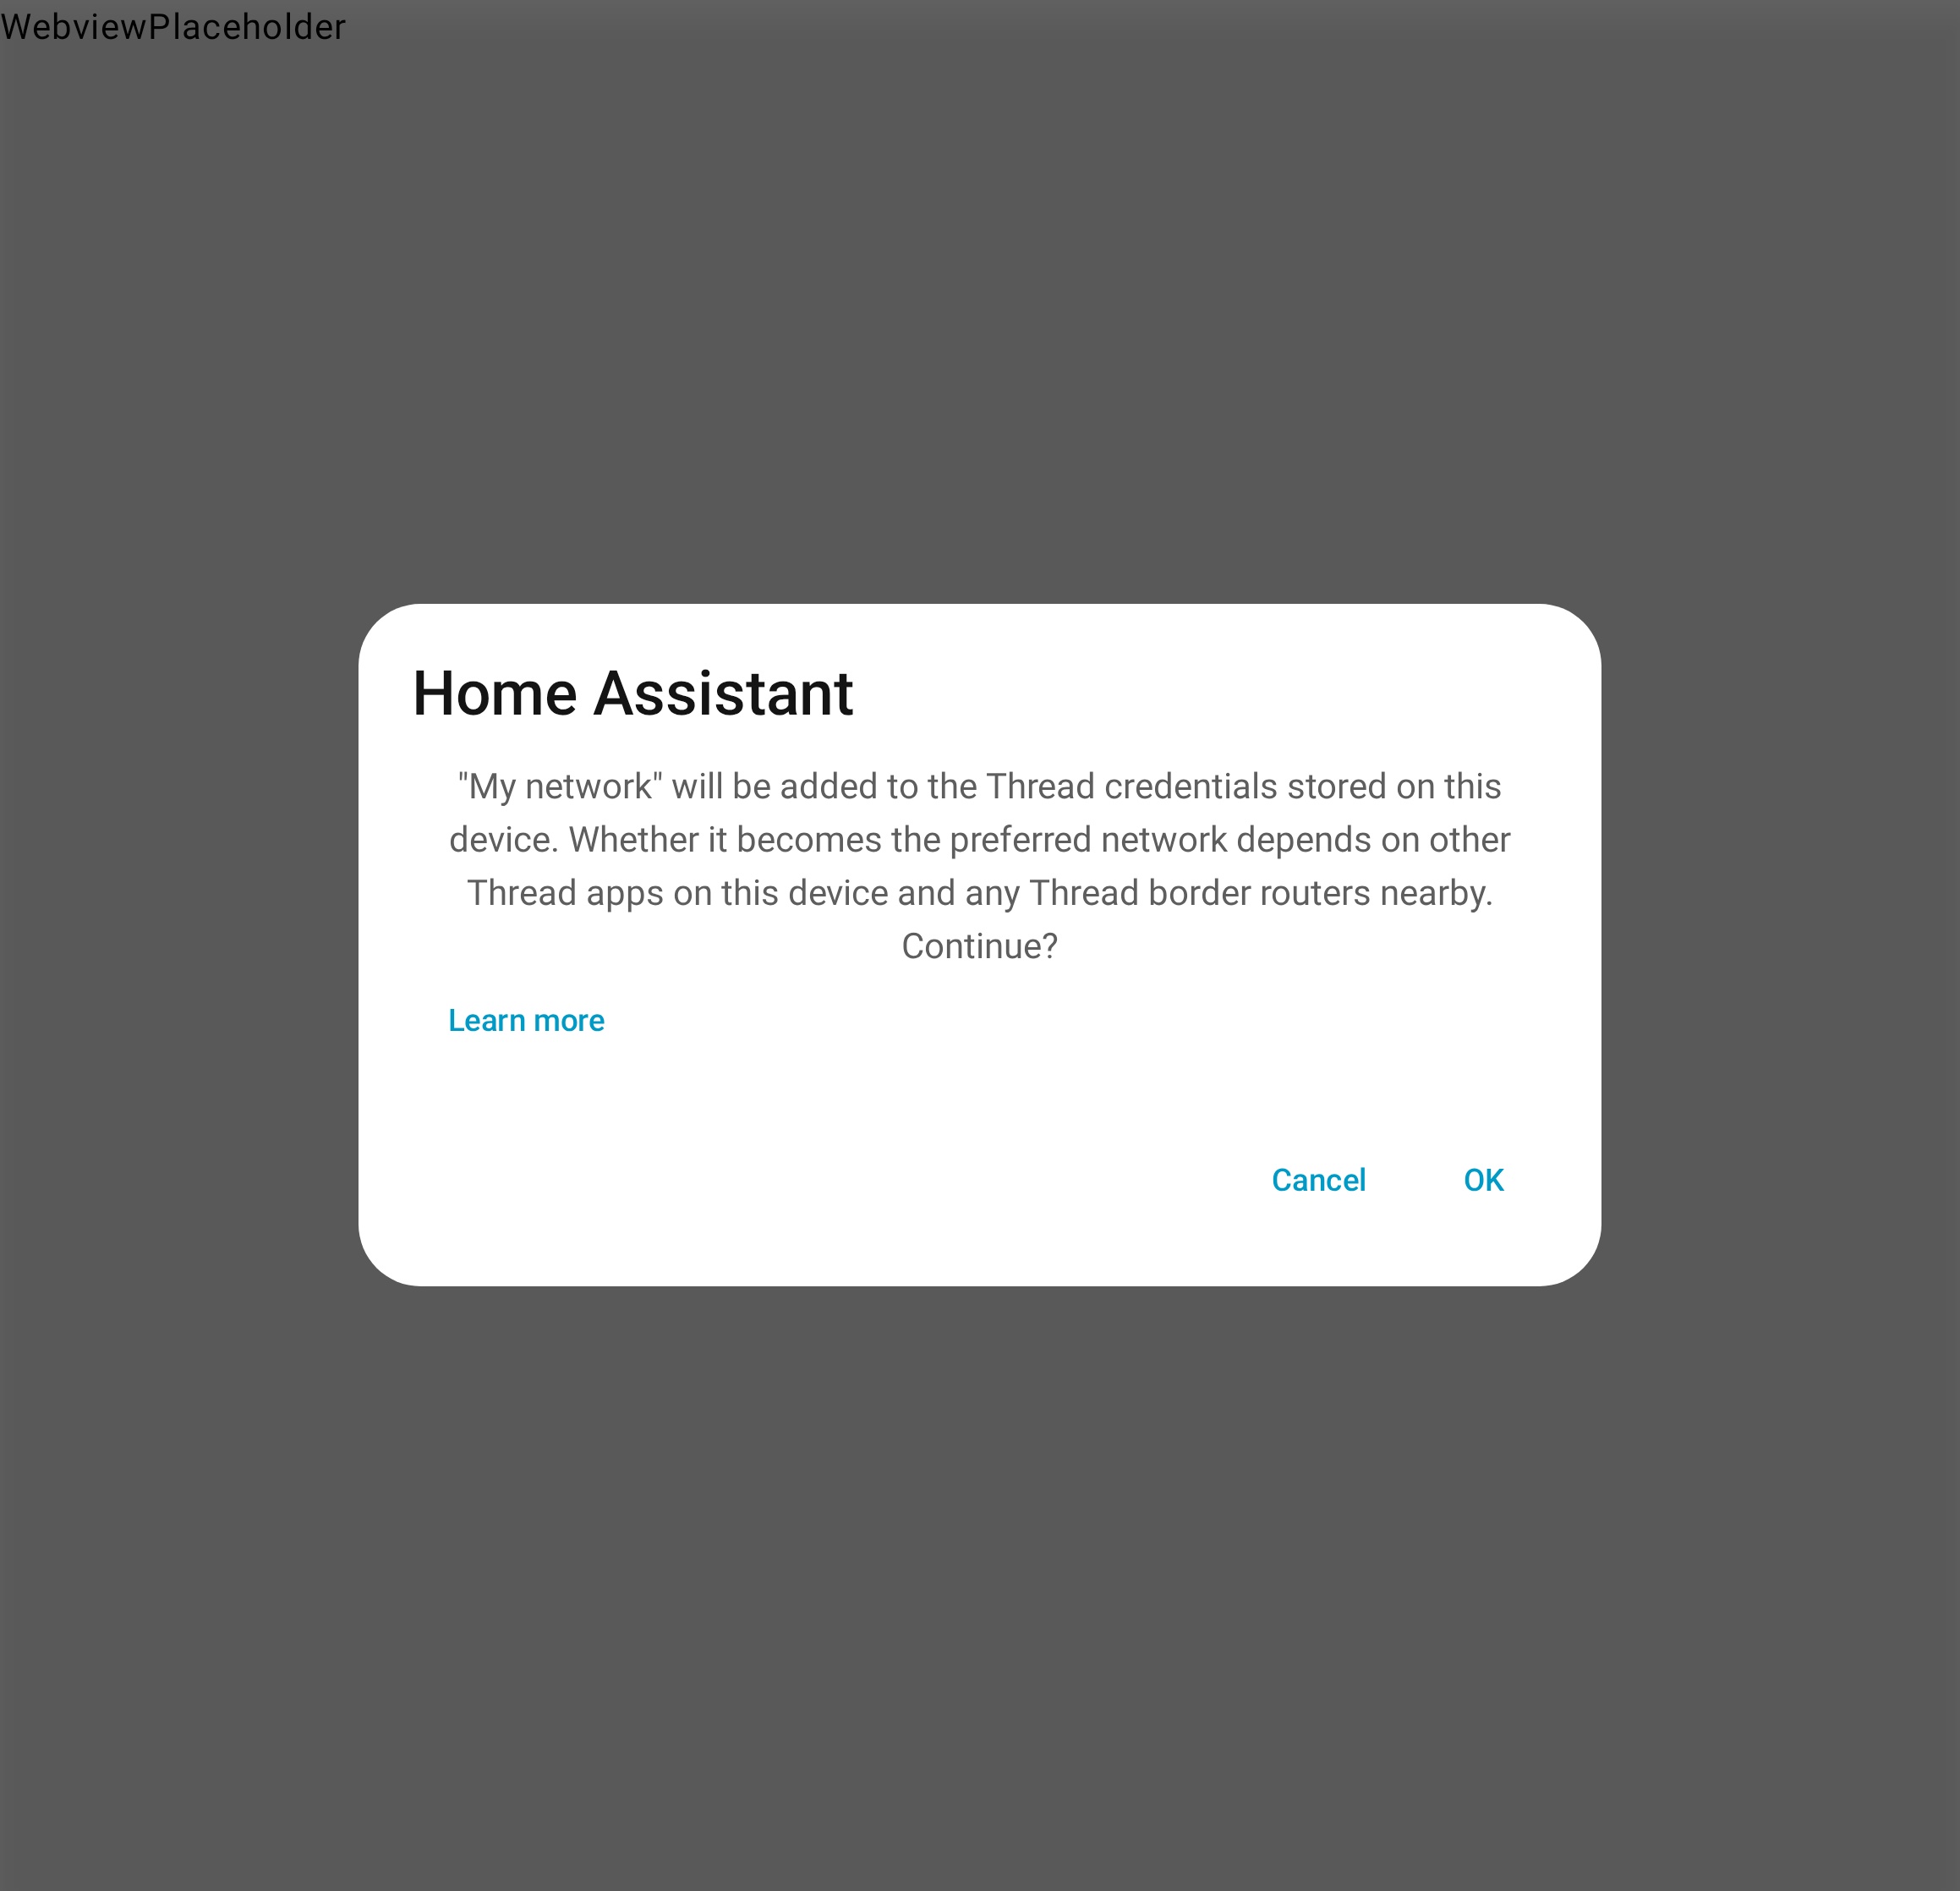 WebviewPlaceholder
Home Assistant
"My network" will be added to the Thread credentials stored on this
device. Whether it becomes the preferred network depends on other
Thread apps on this device and any Thread border routers nearby.
Continue?
Learn more
Cancel OK